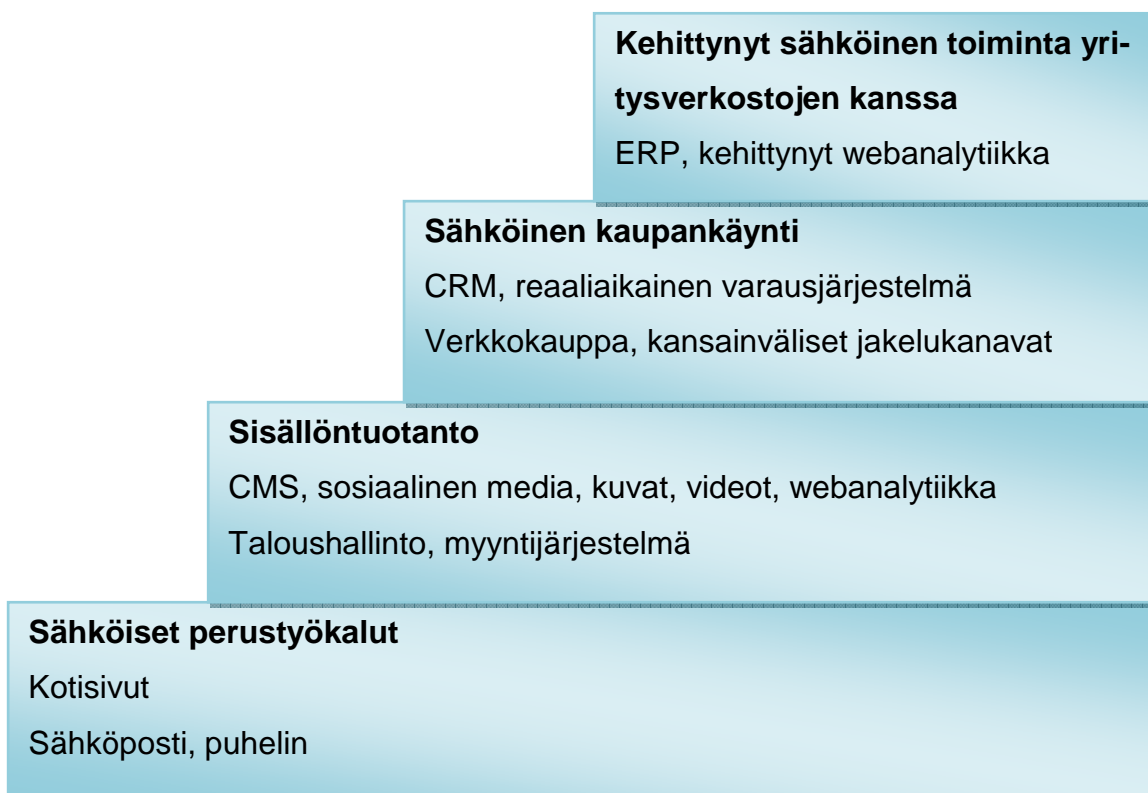 Kehittynyt sähköinen toiminta yri-
tysverkostojen kanssa
ERP, kehittynyt webanalytiikka
Sähköinen kaupankäynti
CRM, reaaliaikainen varausjärjestelmä
Verkkokauppa, kansainväliset jakelukanavat
Sisällöntuotanto
CMS, sosiaalinen media, kuvat, videot, webanalytiikka
Taloushallinto, myyntijärjestelmä
Sähköiset perustyökalut
Kotisivut
Sähköposti, puhelin